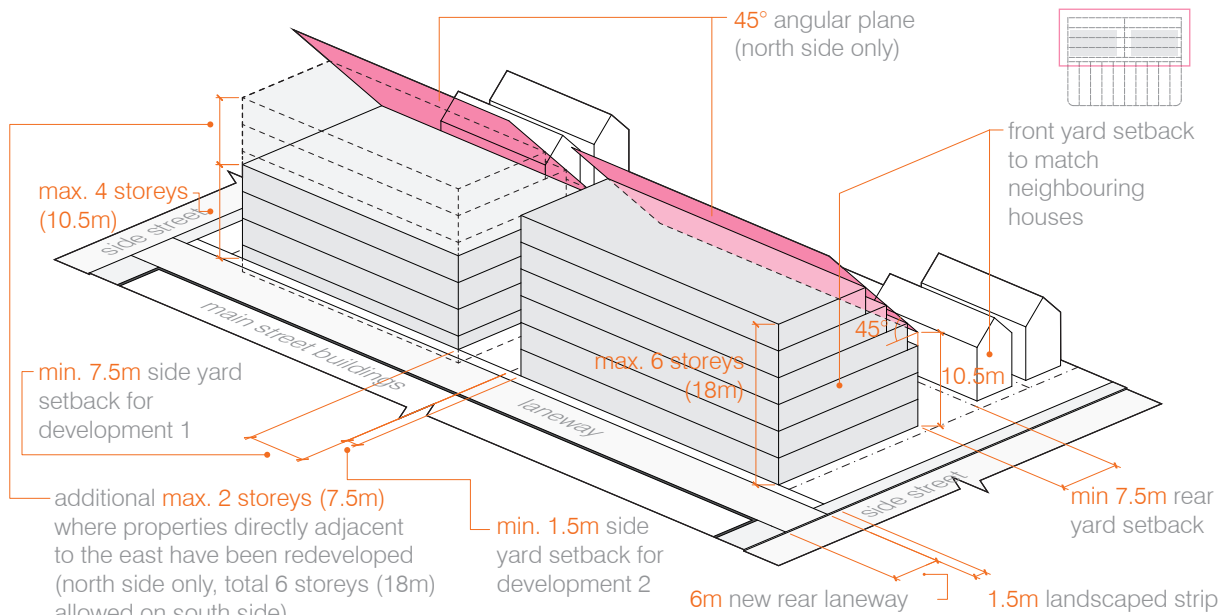 45° angular plane
(north side only)
front yard setback
to match
neighbouring
houses
max. 4 storeys
(10.5m)
side street
main street buildings
laneway
max. 6 storeys
(18m)
45°
10.5m
side street
min. 7.5m side yard
setback for
development 1
additional max. 2 storeys (7.5m)
where properties directly adjacent
to the east have been redeveloped
(north side only, total 6 storeys (18m)
allowed on south side)
min. 1.5m side
yard setback for
development 2
min 7.5m rear
yard setback
6m new rear laneway
1.5m landscaped strip